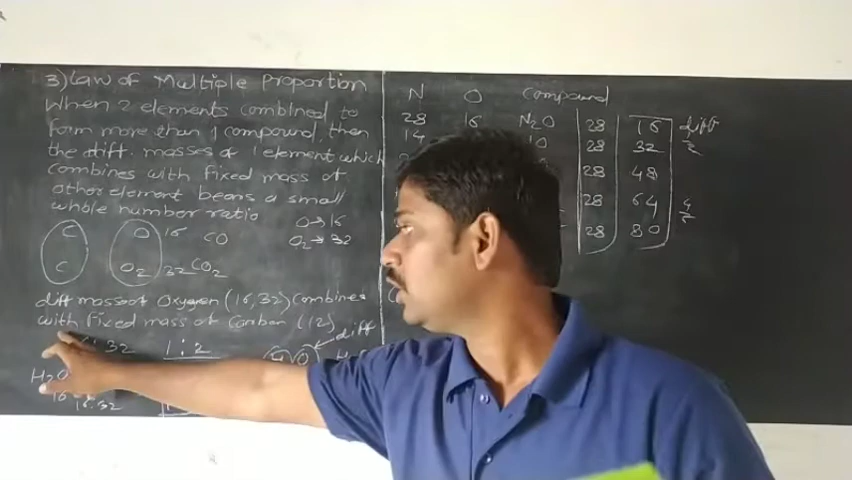 3) Law of Multiple Proportion
When 2 elements combined to
form more than 1 compound, then
the diff. masses of 1 element which
combines with fixed mass of
other element bears a small
whole number ratio
O → 16
O2 → 32
C O 16 CO
C O2 32 CO2
diff masses of Oxygen (16, 32) combines
with fixed mass of Carbon (12)
: 32 1 : 2
diff
H2O
16 16:32
N O Compound
28 16 N2O 28 16 diff
14 28 32
28 48
28 64
28 80